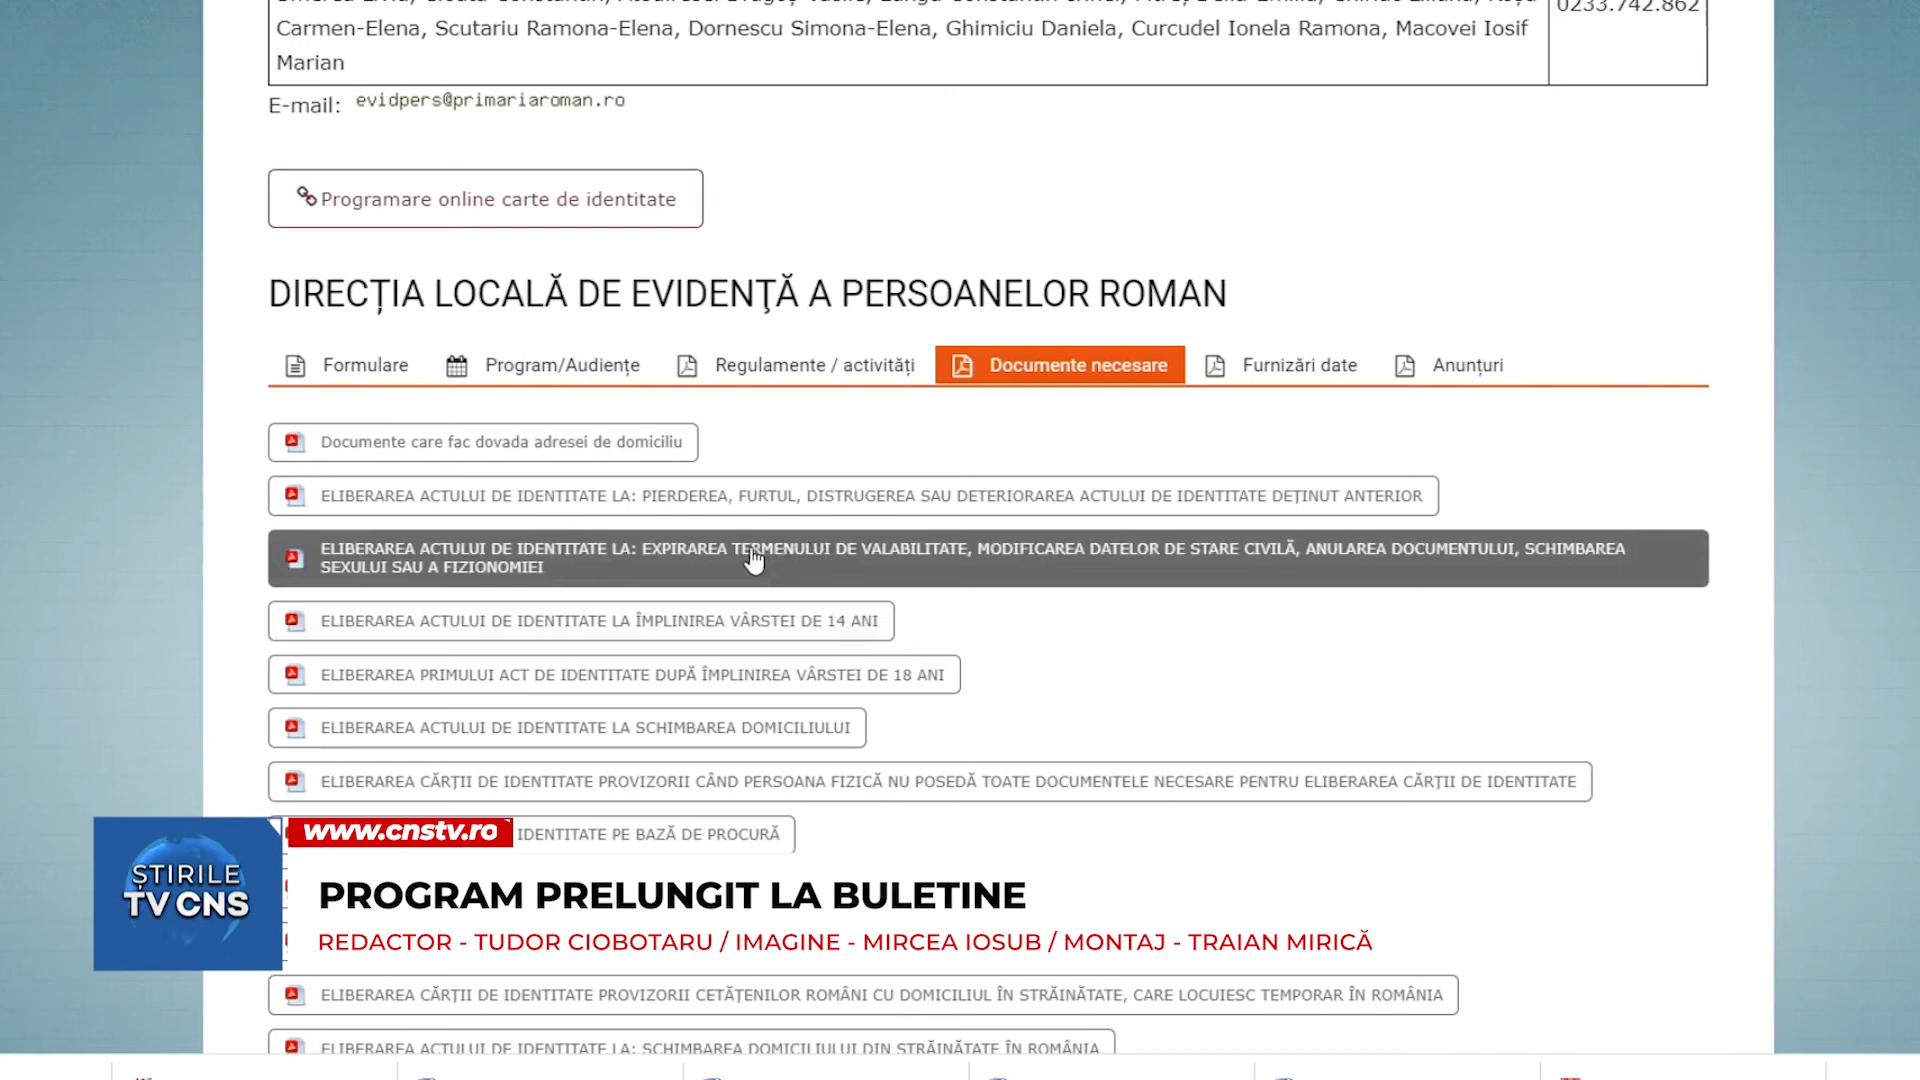 0233.742.862
Carmen-Elena, Scutariu Ramona-Elena, Dornescu Simona-Elena, Ghimiciu Daniela, Curcudel Ionela Ramona, Macovei Iosif
Marian
E-mail: evidpers@primariaroman.ro
Programare online carte de identitate
DIRECȚIA LOCALĂ DE EVIDENŢĂ A PERSOANELOR ROMAN
Formulare Program/Audiențe Regulamente / activități Documente necesare Furnizări date Anunțuri
Documente care fac dovada adresei de domiciliu
ELIBERAREA ACTULUI DE IDENTITATE LA: PIERDEREA, FURTUL, DISTRUGEREA SAU DETERIORAREA ACTULUI DE IDENTITATE DEȚINUT ANTERIOR
ELIBERAREA ACTULUI DE IDENTITATE LA: EXPIRAREA TERMENULUI DE VALABILITATE, MODIFICAREA DATELOR DE STARE CIVILĂ, ANULAREA DOCUMENTULUI, SCHIMBAREA
SEXULUI SAU A FIZIONOMIEI
ELIBERAREA ACTULUI DE IDENTITATE LA ÎMPLINIREA VÂRSTEI DE 14 ANI
ELIBERAREA PRIMULUI ACT DE IDENTITATE DUPĂ ÎMPLINIREA VÂRSTEI DE 18 ANI
ELIBERAREA ACTULUI DE IDENTITATE LA SCHIMBAREA DOMICILIULUI
ELIBERAREA CĂRȚII DE IDENTITATE PROVIZORII CÂND PERSOANA FIZICĂ NU POSEDĂ TOATE DOCUMENTELE NECESARE PENTRU ELIBERAREA CĂRȚII DE IDENTITATE
www.cnstv.ro IDENTITATE PE BAZĂ DE PROCURĂ
ȘTIRILE
TV CNS
PROGRAM PRELUNGIT LA BULETINE
REDACTOR - TUDOR CIOBOTARU / IMAGINE - MIRCEA IOSUB / MONTAJ - TRAIAN MIRICĂ
ELIBERAREA CĂRȚII DE IDENTITATE PROVIZORII CETĂȚENILOR ROMÂNI CU DOMICILIUL ÎN STRĂINĂTATE, CARE LOCUIESC TEMPORAR ÎN ROMÂNIA
ELIBERAREA ACTULUI DE IDENTITATE LA: SCHIMBAREA DOMICILIULUI DIN STRĂINĂTATE ÎN ROMÂNIA